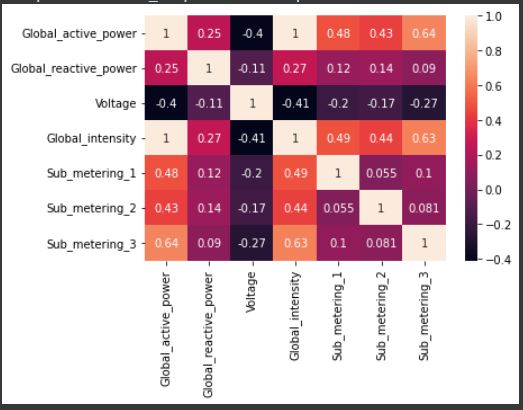 Global_active_power 1 0.25 -0.4 1 0.48 0.43 0.64
Global_reactive_power 0.25 1 -0.11 0.27 0.12 0.14 0.09
Voltage -0.4 -0.11 1 -0.41 -0.2 -0.17 -0.27
Global_intensity 1 0.27 -0.41 1 0.49 0.44 0.63
Sub_metering_1 0.48 0.12 -0.2 0.49 1 0.055 0.1
Sub_metering_2 0.43 0.14 -0.17 0.44 0.055 1 0.081
Sub_metering_3 0.64 0.09 -0.27 0.63 0.1 0.081 1
Global_active_power
Global_reactive_power
Voltage
Global_intensity
Sub_metering_1
Sub_metering_2
Sub_metering_3
1.0
0.8
0.6
0.4
0.2
0.0
-0.2
-0.4